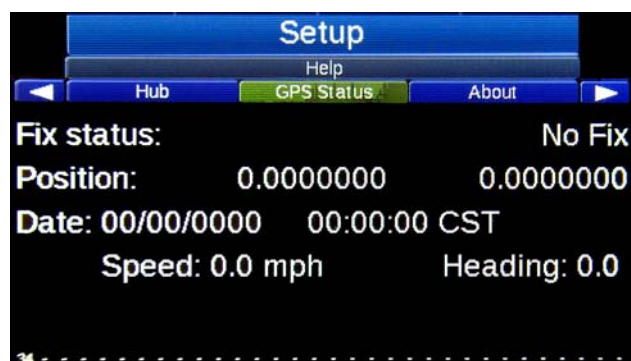 Setup
Help
Hub GPS Status About
Fix status: No Fix
Position: 0.0000000 0.0000000
Date: 00/00/0000 00:00:00 CST
Speed: 0.0 mph Heading: 0.0
34